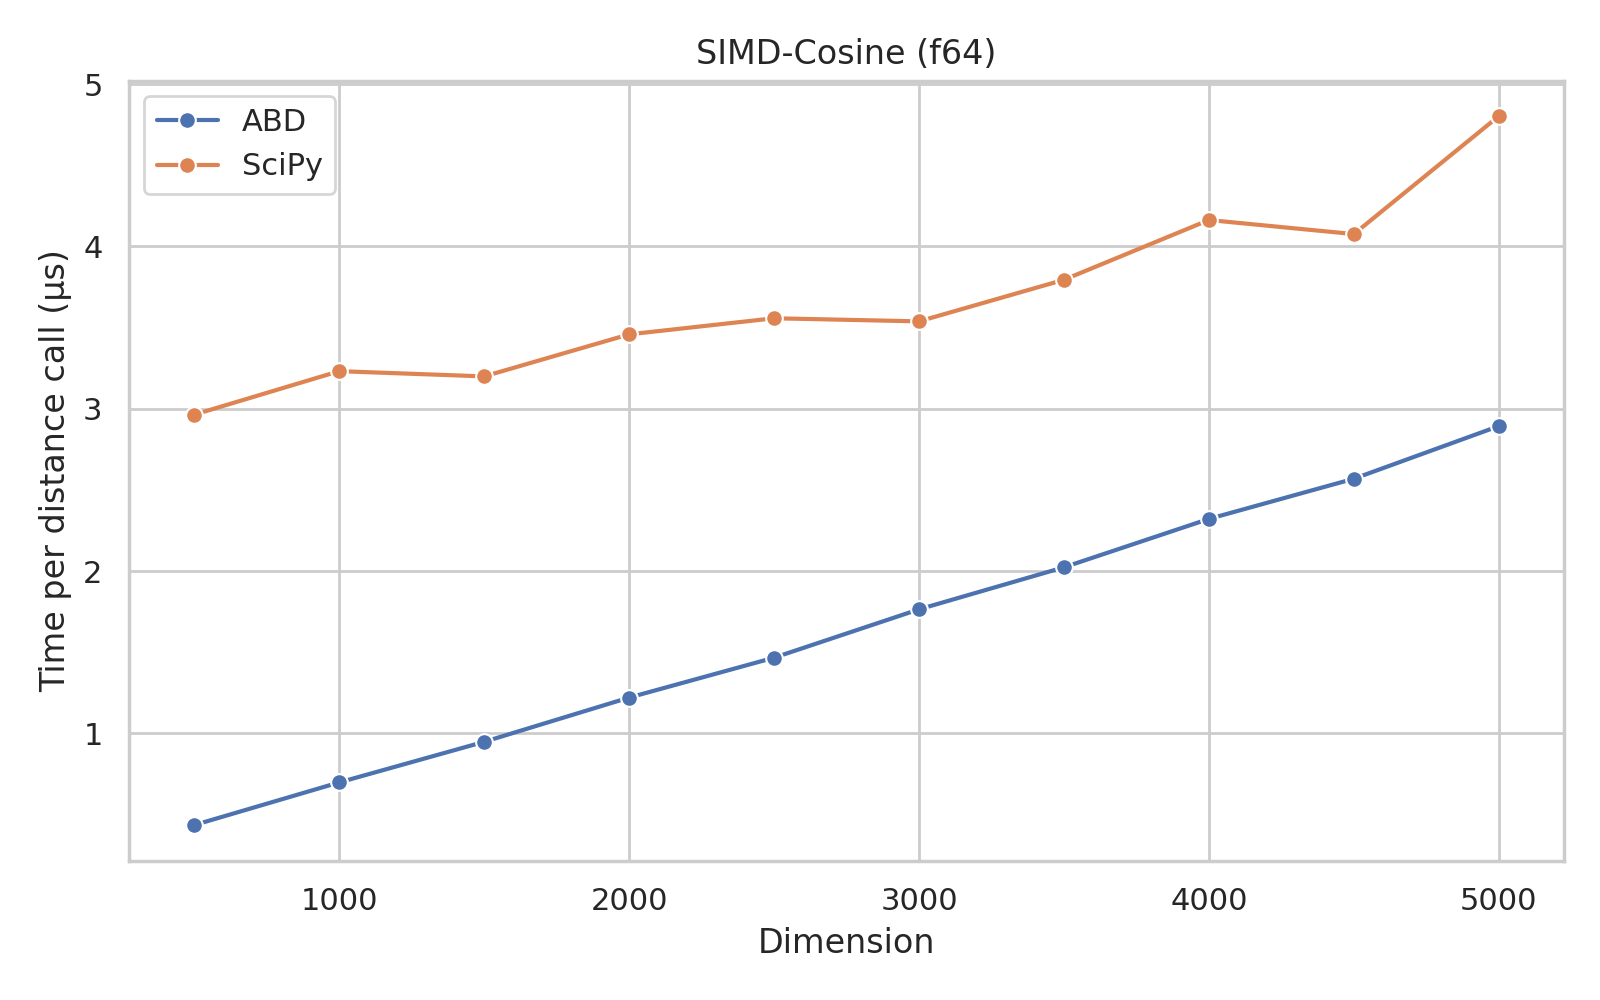 SIMD-Cosine (f64)
ABD
SciPy
Time per distance call (µs)
5
4
3
2
1
1000 2000 3000 4000 5000
Dimension